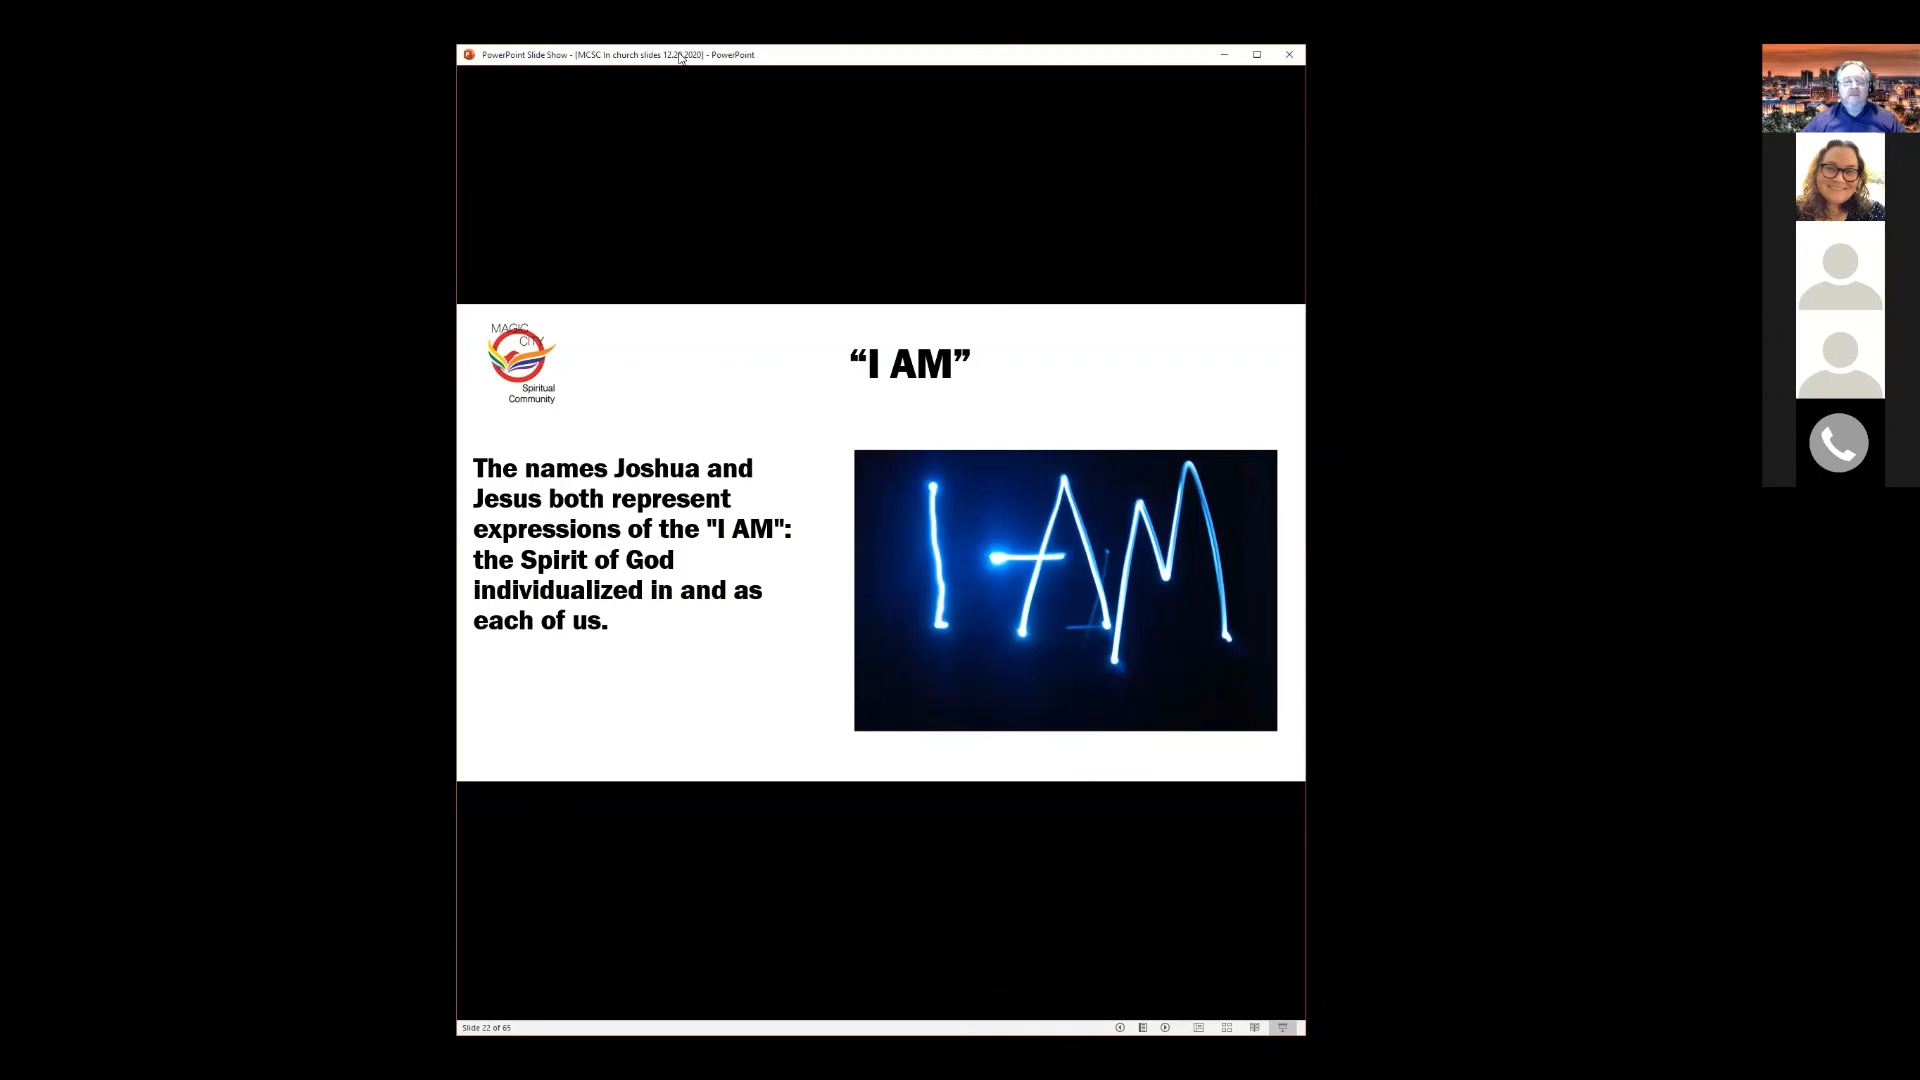 PowerPoint Slide Show - [MCSC In church slides 12.20.2020] - PowerPoint
MAGIC
CITY
Spiritual
Community
“I AM”
The names Joshua and
Jesus both represent
expressions of the "I AM":
the Spirit of God
individualized in and as
each of us.
I AM
Slide 22 of 65